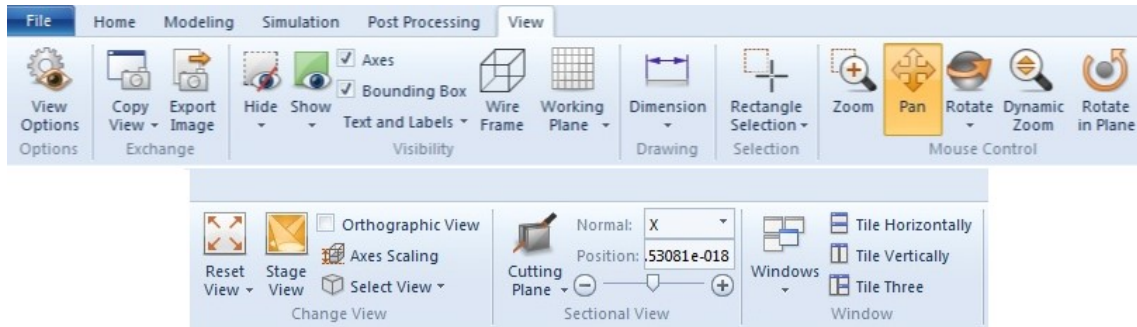 File Home Modeling Simulation Post Processing View
View Options
Copy View
Export Image
Hide
Show
Axes
Bounding Box
Text and Labels
Wire Frame
Working Plane
Dimension
Rectangle Selection
Zoom
Pan
Rotate
Dynamic Zoom
Rotate in Plane
Options Exchange Visibility Drawing Selection Mouse Control
Reset View
Stage View
Orthographic View
Axes Scaling
Select View
Cutting Plane
Normal: X
Position: .53081e-018
Windows
Tile Horizontally
Tile Vertically
Tile Three
Change View Sectional View Window